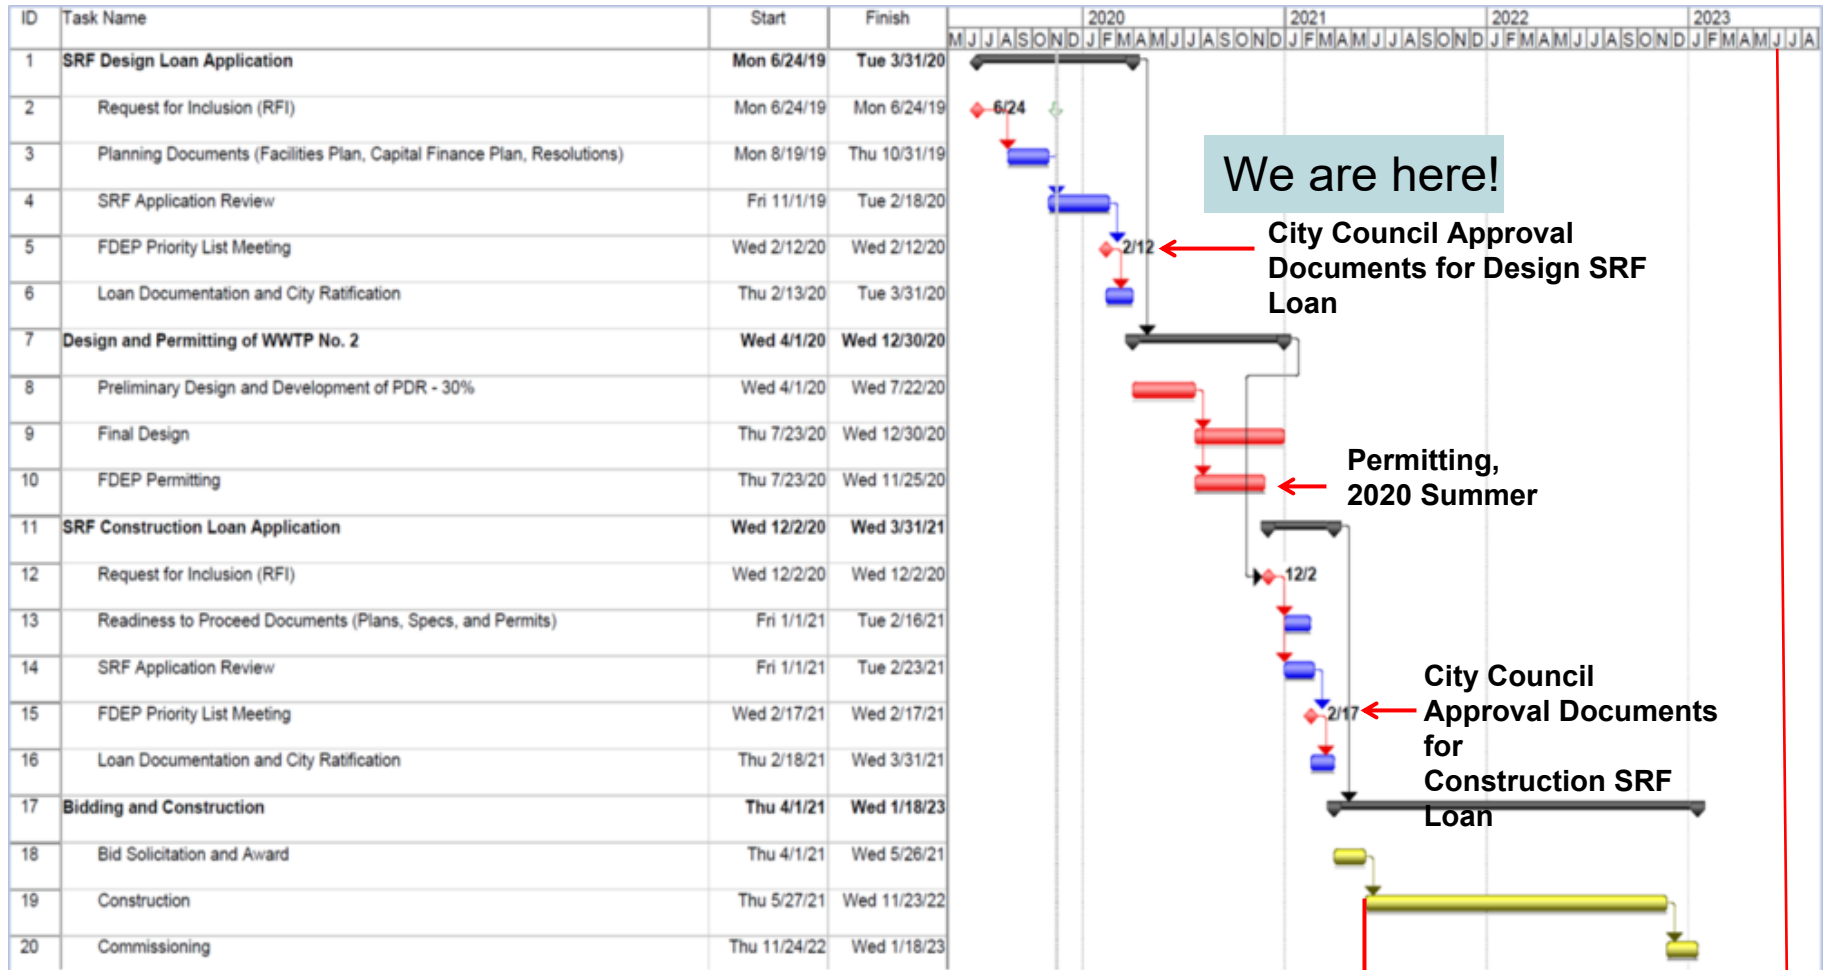 ID Task Name Start Finish 2020 2021 2022 2023
M J J A S O N D J F M A M J J A S O N D J F M A M J J A S O N D J F M A M J J A S O N D J F M A M J J A
1 SRF Design Loan Application Mon 6/24/19 Tue 3/31/20
2 Request for Inclusion (RFI) Mon 6/24/19 Mon 6/24/19 6/24
3 Planning Documents (Facilities Plan, Capital Finance Plan, Resolutions) Mon 8/19/19 Thu 10/31/19
We are here!
4 SRF Application Review Fri 11/1/19 Tue 2/18/20
5 FDEP Priority List Meeting Wed 2/12/20 Wed 2/12/20 2/12
City Council Approval
Documents for Design SRF
Loan
6 Loan Documentation and City Ratification Thu 2/13/20 Tue 3/31/20
7 Design and Permitting of WWTP No. 2 Wed 4/1/20 Wed 12/30/20
8 Preliminary Design and Development of PDR - 30% Wed 4/1/20 Wed 7/22/20
9 Final Design Thu 7/23/20 Wed 12/30/20
10 FDEP Permitting Thu 7/23/20 Wed 11/25/20
Permitting,
2020 Summer
11 SRF Construction Loan Application Wed 12/2/20 Wed 3/31/21
12 Request for Inclusion (RFI) Wed 12/2/20 Wed 12/2/20 12/2
13 Readiness to Proceed Documents (Plans, Specs, and Permits) Fri 1/1/21 Tue 2/16/21
14 SRF Application Review Fri 1/1/21 Tue 2/23/21
15 FDEP Priority List Meeting Wed 2/17/21 Wed 2/17/21 2/17
City Council
Approval Documents
for
Construction SRF
Loan
16 Loan Documentation and City Ratification Thu 2/18/21 Wed 3/31/21
17 Bidding and Construction Thu 4/1/21 Wed 1/18/23
18 Bid Solicitation and Award Thu 4/1/21 Wed 5/26/21
19 Construction Thu 5/27/21 Wed 11/23/22
20 Commissioning Thu 11/24/22 Wed 1/18/23